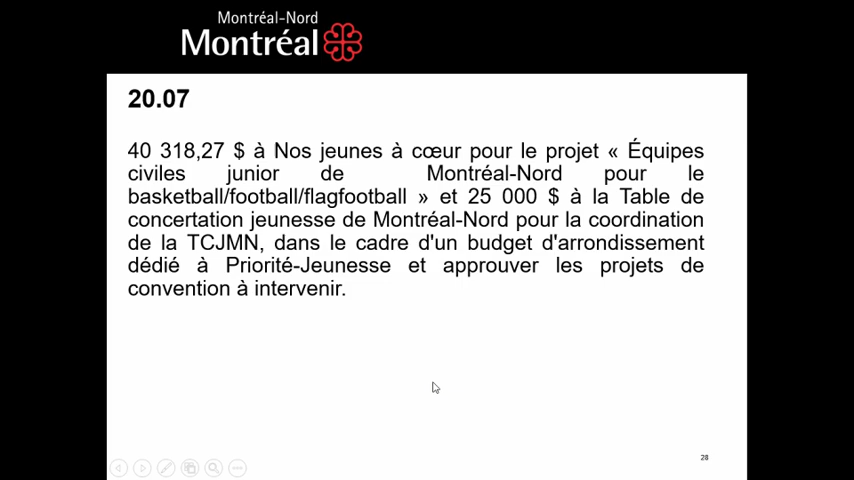 Montréal-Nord
Montréal
20.07
40 318,27 $ à Nos jeunes à cœur pour le projet « Équipes
civiles junior de Montréal-Nord pour le
basketball/football/flagfootball » et 25 000 $ à la Table de
concertation jeunesse de Montréal-Nord pour la coordination
de la TCJMN, dans le cadre d'un budget d'arrondissement
dédié à Priorité-Jeunesse et approuver les projets de
convention à intervenir.
28